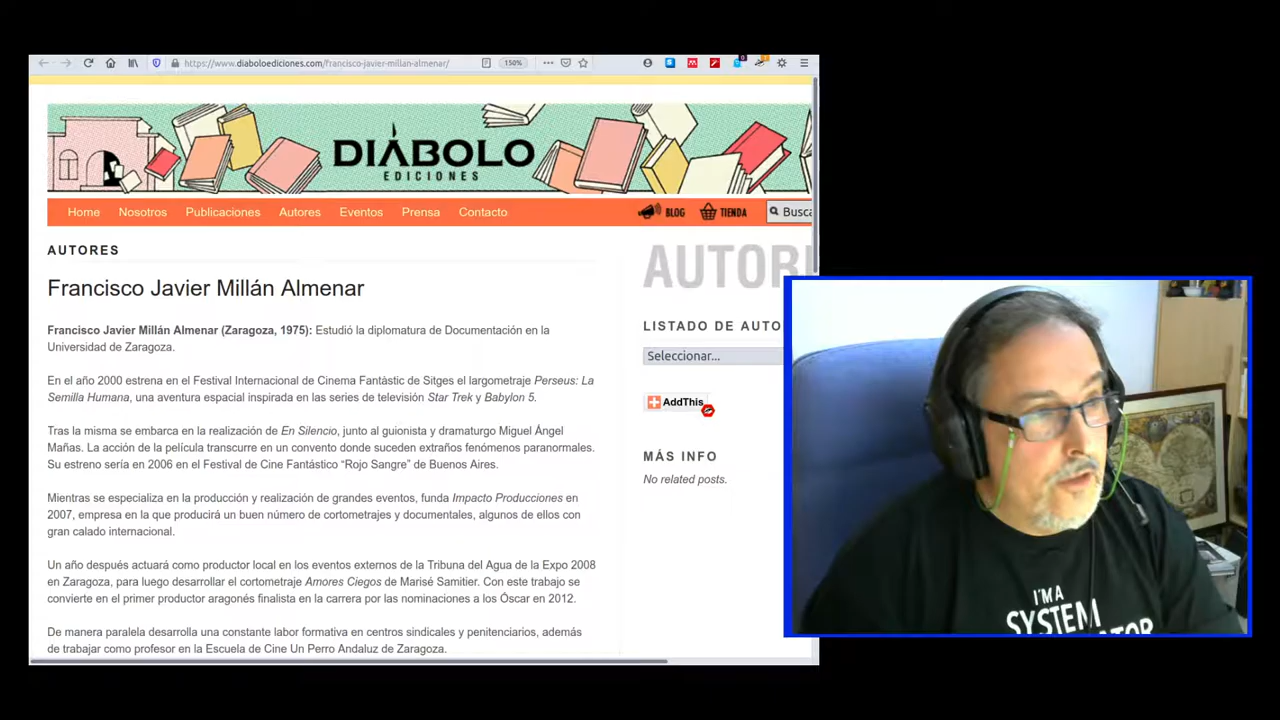 https://www.diaboloediciones.com/francisco-javier-millan-almenar/
150%
DIÁBOLO
EDICIONES
Home Nosotros Publicaciones Autores Eventos Prensa Contacto BLOG TIENDA Busca
AUTORES
Francisco Javier Millán Almenar
Francisco Javier Millán Almenar (Zaragoza, 1975): Estudió la diplomatura de Documentación en la
Universidad de Zaragoza.
En el año 2000 estrena en el Festival Internacional de Cinema Fantàstic de Sitges el largometraje Perseus: La
Semilla Humana, una aventura espacial inspirada en las series de televisión Star Trek y Babylon 5.
Tras la misma se embarca en la realización de En Silencio, junto al guionista y dramaturgo Miguel Ángel
Mañas. La acción de la película transcurre en un convento donde suceden extraños fenómenos paranormales.
Su estreno sería en 2006 en el Festival de Cine Fantástico “Rojo Sangre” de Buenos Aires.
Mientras se especializa en la producción y realización de grandes eventos, funda Impacto Producciones en
2007, empresa en la que producirá un buen número de cortometrajes y documentales, algunos de ellos con
gran calado internacional.
Un año después actuará como productor local en los eventos externos de la Tribuna del Agua de la Expo 2008
en Zaragoza, para luego desarrollar el cortometraje Amores Ciegos de Marisé Samitier. Con este trabajo se
convierte en el primer productor aragonés finalista en la carrera por las nominaciones a los Óscar en 2012.
De manera paralela desarrolla una constante labor formativa en centros sindicales y penitenciarios, además
de trabajar como profesor en la Escuela de Cine Un Perro Andaluz de Zaragoza.
AUTOR
LISTADO DE AUTO
Seleccionar...
AddThis
MÁS INFO
No related posts.
I'M A
SYSTEM